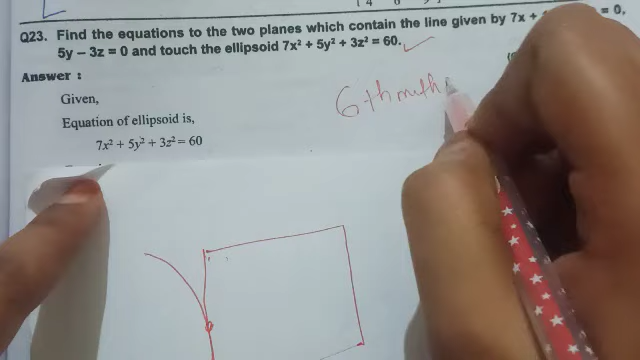 Q23. Find the equations to the two planes which contain the line given by 7x + = 0,
5y – 3z = 0 and touch the ellipsoid 7x² + 5y² + 3z² = 60.
Answer :
Given,
Equation of ellipsoid is,
7x² + 5y² + 3z² = 60
6th